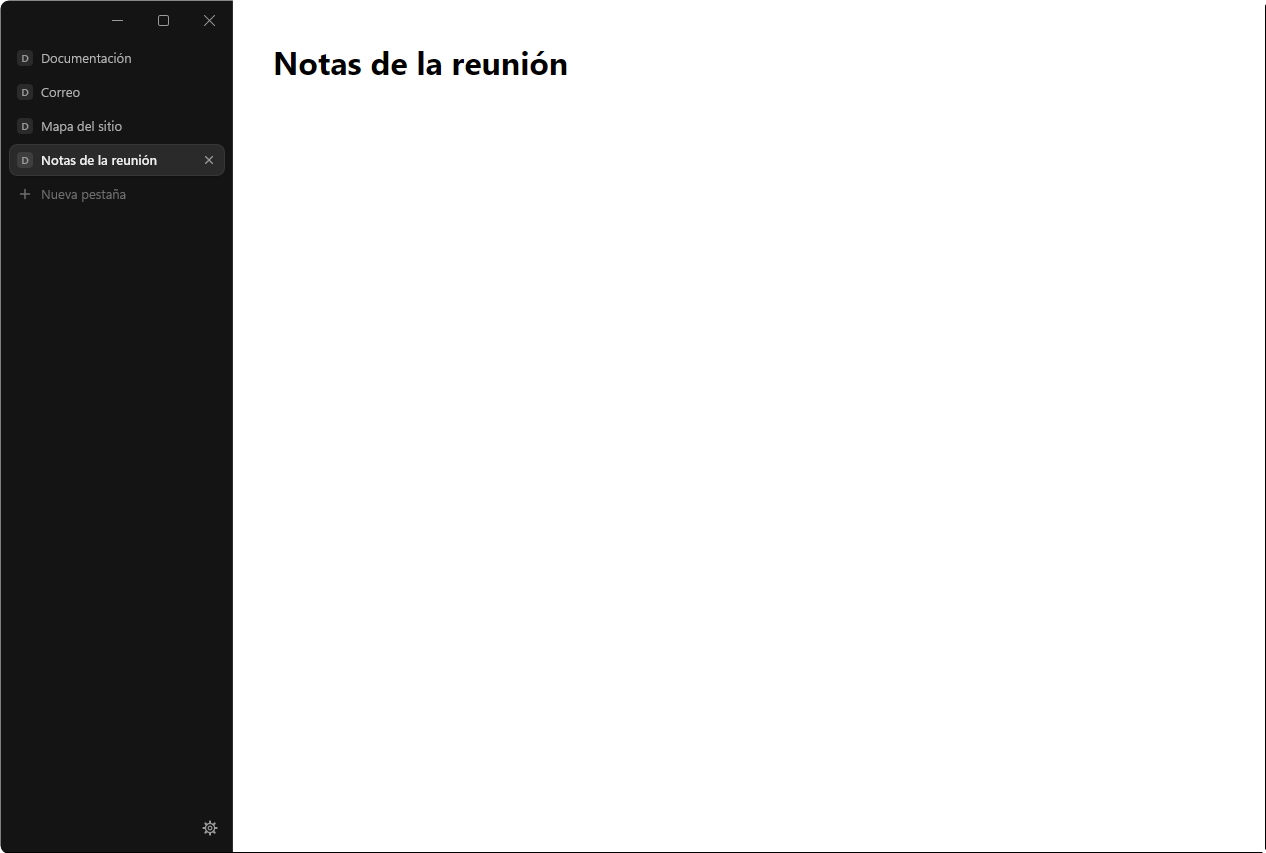 D Documentación
D Correo
D Mapa del sitio
D Notas de la reunión
Nueva pestaña
Notas de la reunión